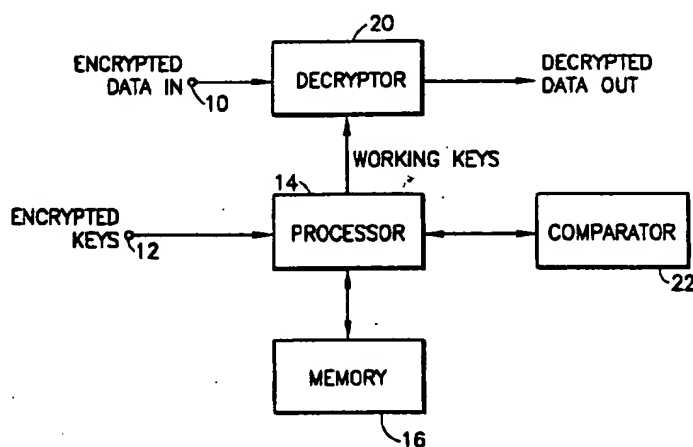 20
ENCRYPTED
DATA IN
10
DECRYPTOR
DECRYPTED
DATA OUT
WORKING KEYS
14
ENCRYPTED
KEYS
12
PROCESSOR
COMPARATOR
22
MEMORY
16